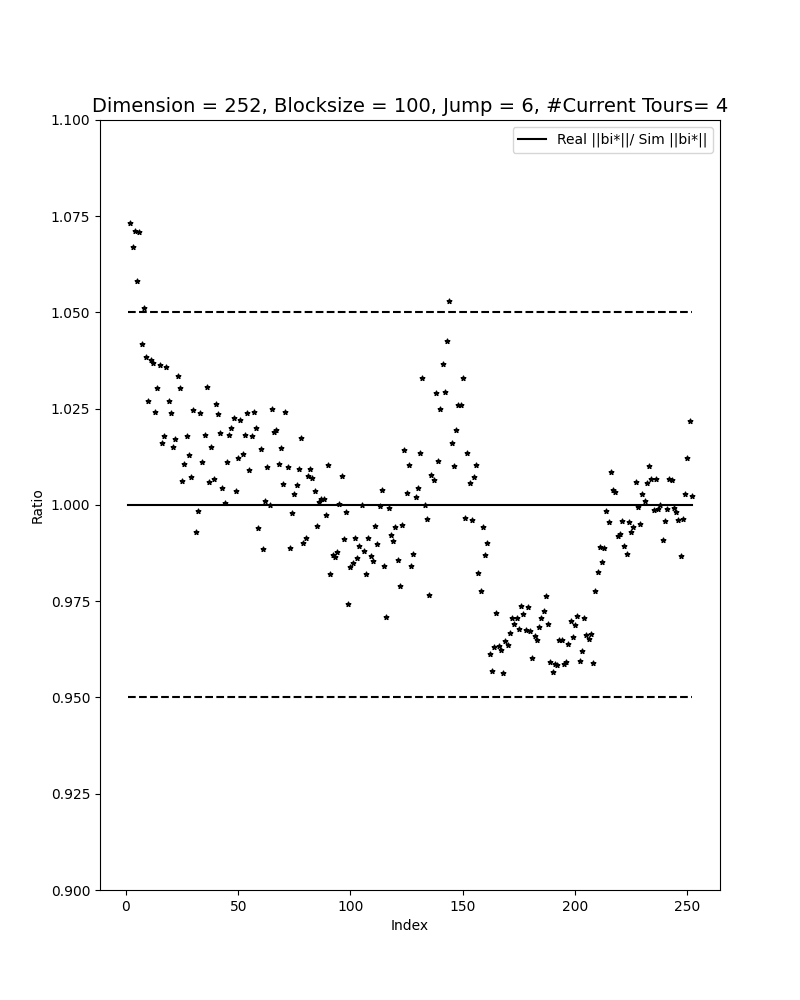 Dimension = 252, Blocksize = 100, Jump = 6, #Current Tours= 4
Real ||bi*||/ Sim ||bi*||
1.100
1.075
1.050
1.025
1.000
0.975
0.950
0.925
0.900
Ratio
0 50 100 150 200 250
Index